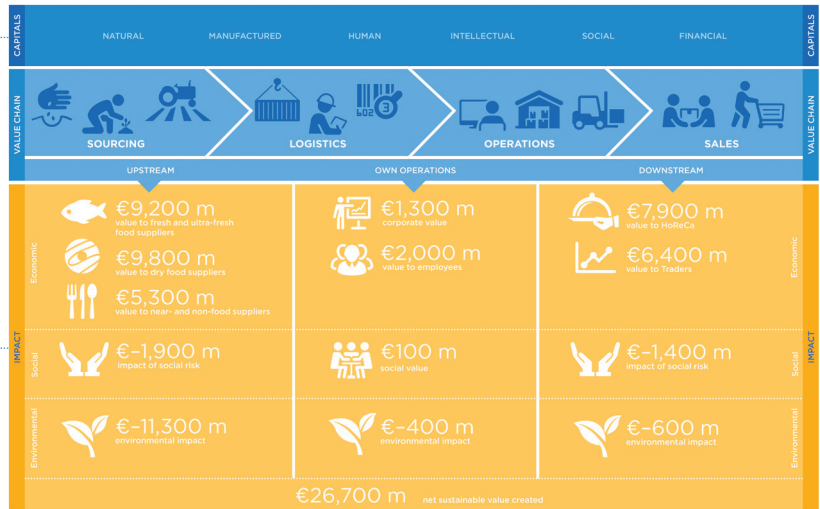 CAPITALS
NATURAL
MANUFACTURED
HUMAN
INTELLECTUAL
SOCIAL
FINANCIAL
CAPITALS
VALUE CHAIN
602
3
SOURCING
LOGISTICS
OPERATIONS
SALES
VALUE CHAIN
UPSTREAM
OWN OPERATIONS
DOWNSTREAM
IMPACT
Economic
€9,200 m
value to fresh and ultra-fresh
food suppliers
€9,800 m
value to dry food suppliers
€5,300 m
value to near- and non-food suppliers
€1,300 m
corporate value
€2,000 m
value to employees
€7,900 m
value to HoReCa
€6,400 m
value to Traders
Economic
Social
€–1,900 m
impact of social risk
€100 m
social value
€–1,400 m
impact of social risk
Social
Environmental
€–11,300 m
environmental impact
€–400 m
environmental impact
€–600 m
environmental impact
Environmental
IMPACT
€26,700 m net sustainable value created